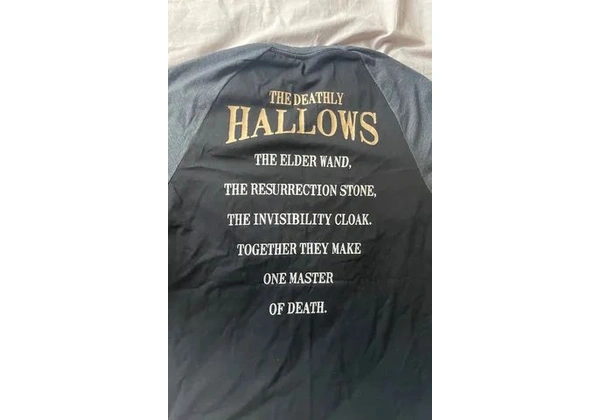 THE DEATHLY
HALLOWS
THE ELDER WAND,
THE RESURRECTION STONE,
THE INVISIBILITY CLOAK.
TOGETHER THEY MAKE
ONE MASTER
OF DEATH.